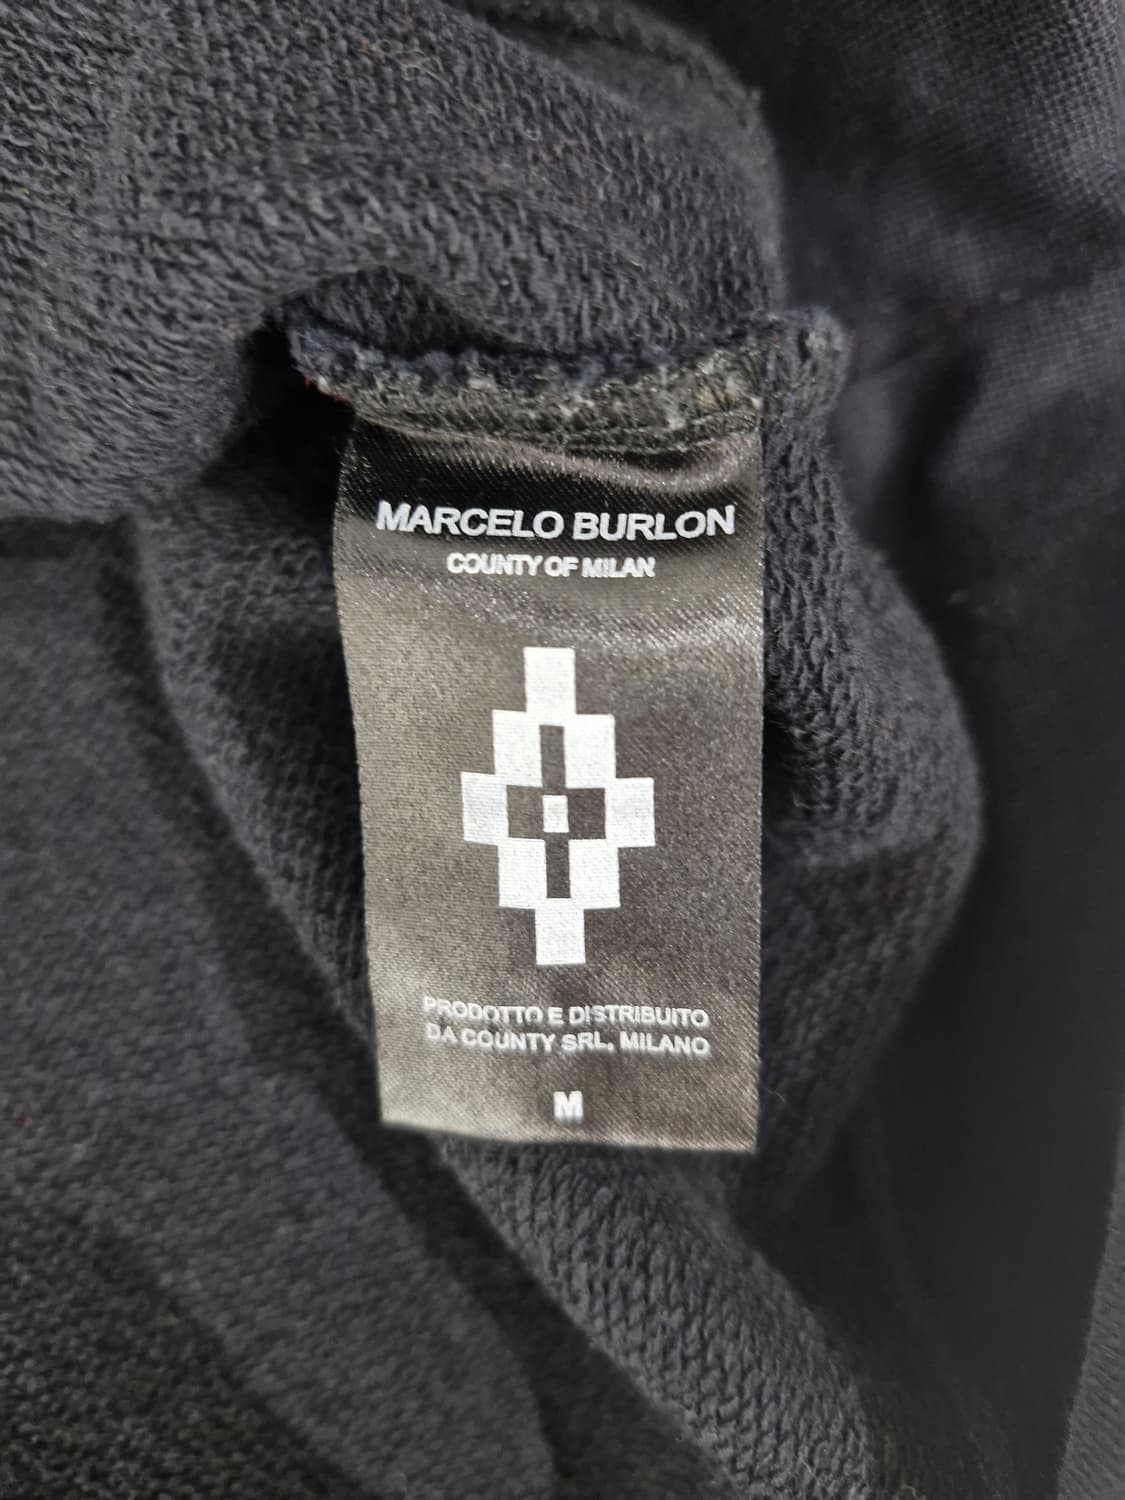 MARCELO BURLON
COUNTY OF MILAN
PRODOTTO E DISTRIBUITO
DA COUNTY SRL, MILANO
M